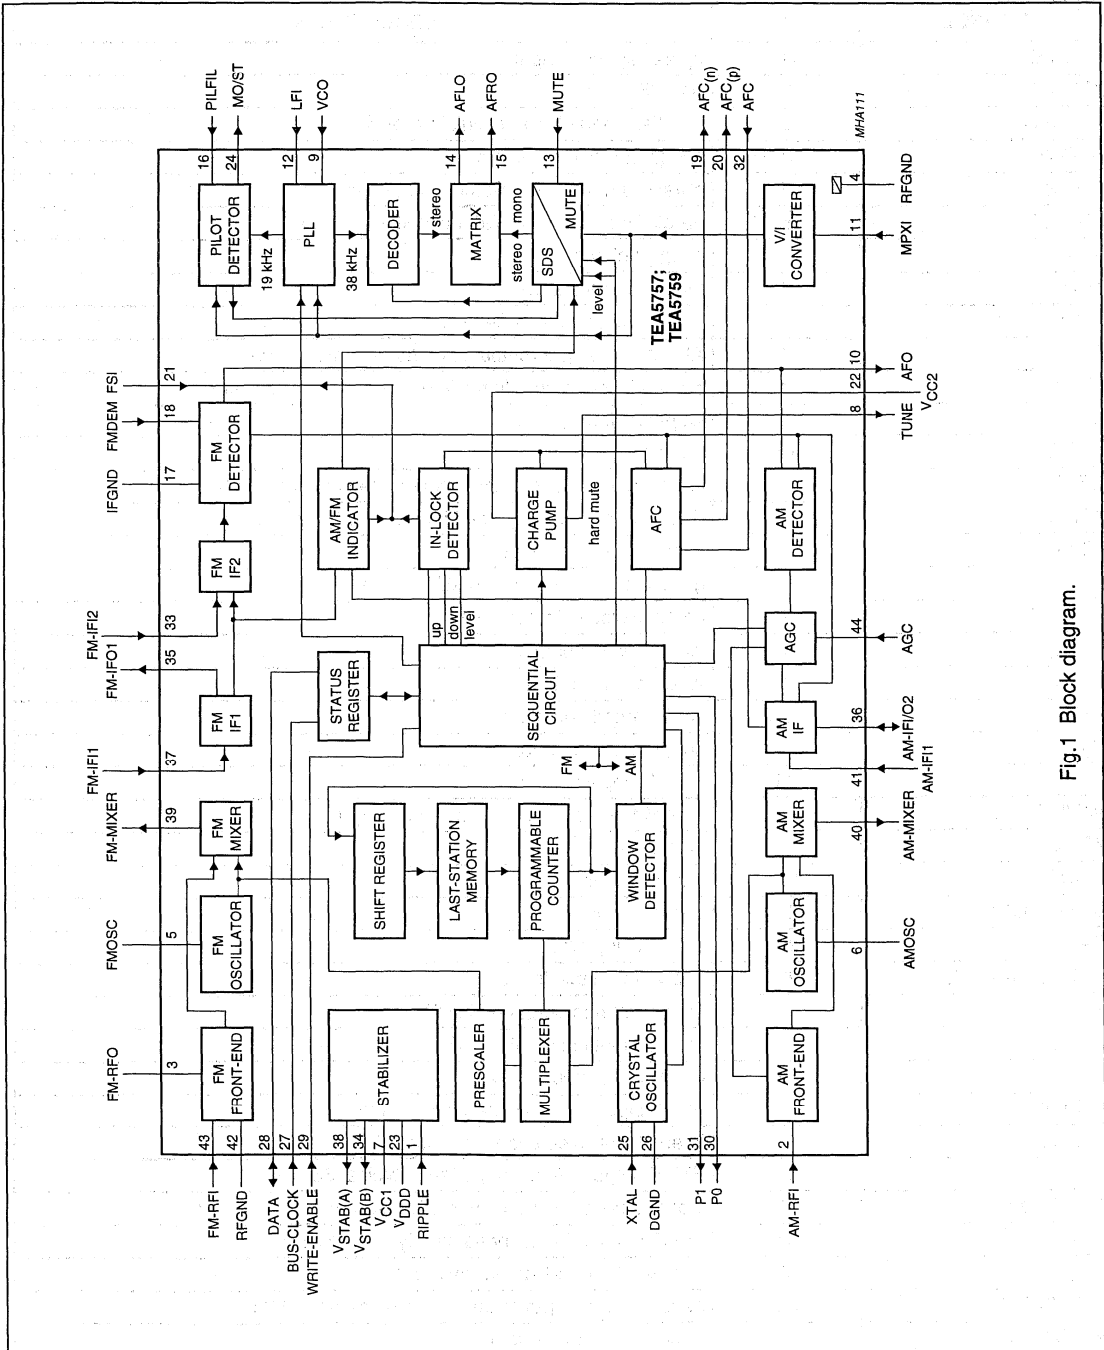 FM-RFO
FMOSC
FM-MIXER
FM-IFI1
FM-IFO1
FM-IFI2
IFGND
FMDEM
FSI
3
5
39
37
35
33
17
18
21
FM-RFI
43
RFGND
42
DATA
28
BUS-CLOCK
27
WRITE-ENABLE
29
VSTAB(A)
38
VSTAB(B)
34
VCC1
7
VDDD
23
RIPPLE
1
XTAL
25
DGND
26
P1
31
P0
30
AM-RFI
2
FM
FRONT-END
FM
OSCILLATOR
FM
MIXER
FM
IF1
FM
IF2
FM
DETECTOR
PILOT
DETECTOR
19 kHz
PLL
38 kHz
DECODER
stereo
MATRIX
stereo
mono
SDS
MUTE
level
V/I
CONVERTER
STABILIZER
SHIFT REGISTER
STATUS
REGISTER
AM/FM
INDICATOR
LAST-STATION
MEMORY
up
down
level
IN-LOCK
DETECTOR
PRESCALER
PROGRAMMABLE
COUNTER
SEQUENTIAL
CIRCUIT
CHARGE
PUMP
hard mute
MULTIPLEXER
FM
AM
WINDOW
DETECTOR
AFC
CRYSTAL
OSCILLATOR
TEA5757;
TEA5759
AM
FRONT-END
AM
OSCILLATOR
AM
MIXER
AM
IF
AGC
AM
DETECTOR
16
PILFIL
24
MO/ST
12
LFI
9
VCO
14
AFLO
15
AFRO
13
MUTE
19
AFC(n)
20
AFC(p)
32
AFC
6
40
41
36
44
8
22
10
11
4
AMOSC
AM-MIXER
AM-IFI1
AM-IFI/O2
AGC
TUNE
VCC2
AFO
MPXI
RFGND
MHA111
Fig.1 Block diagram.